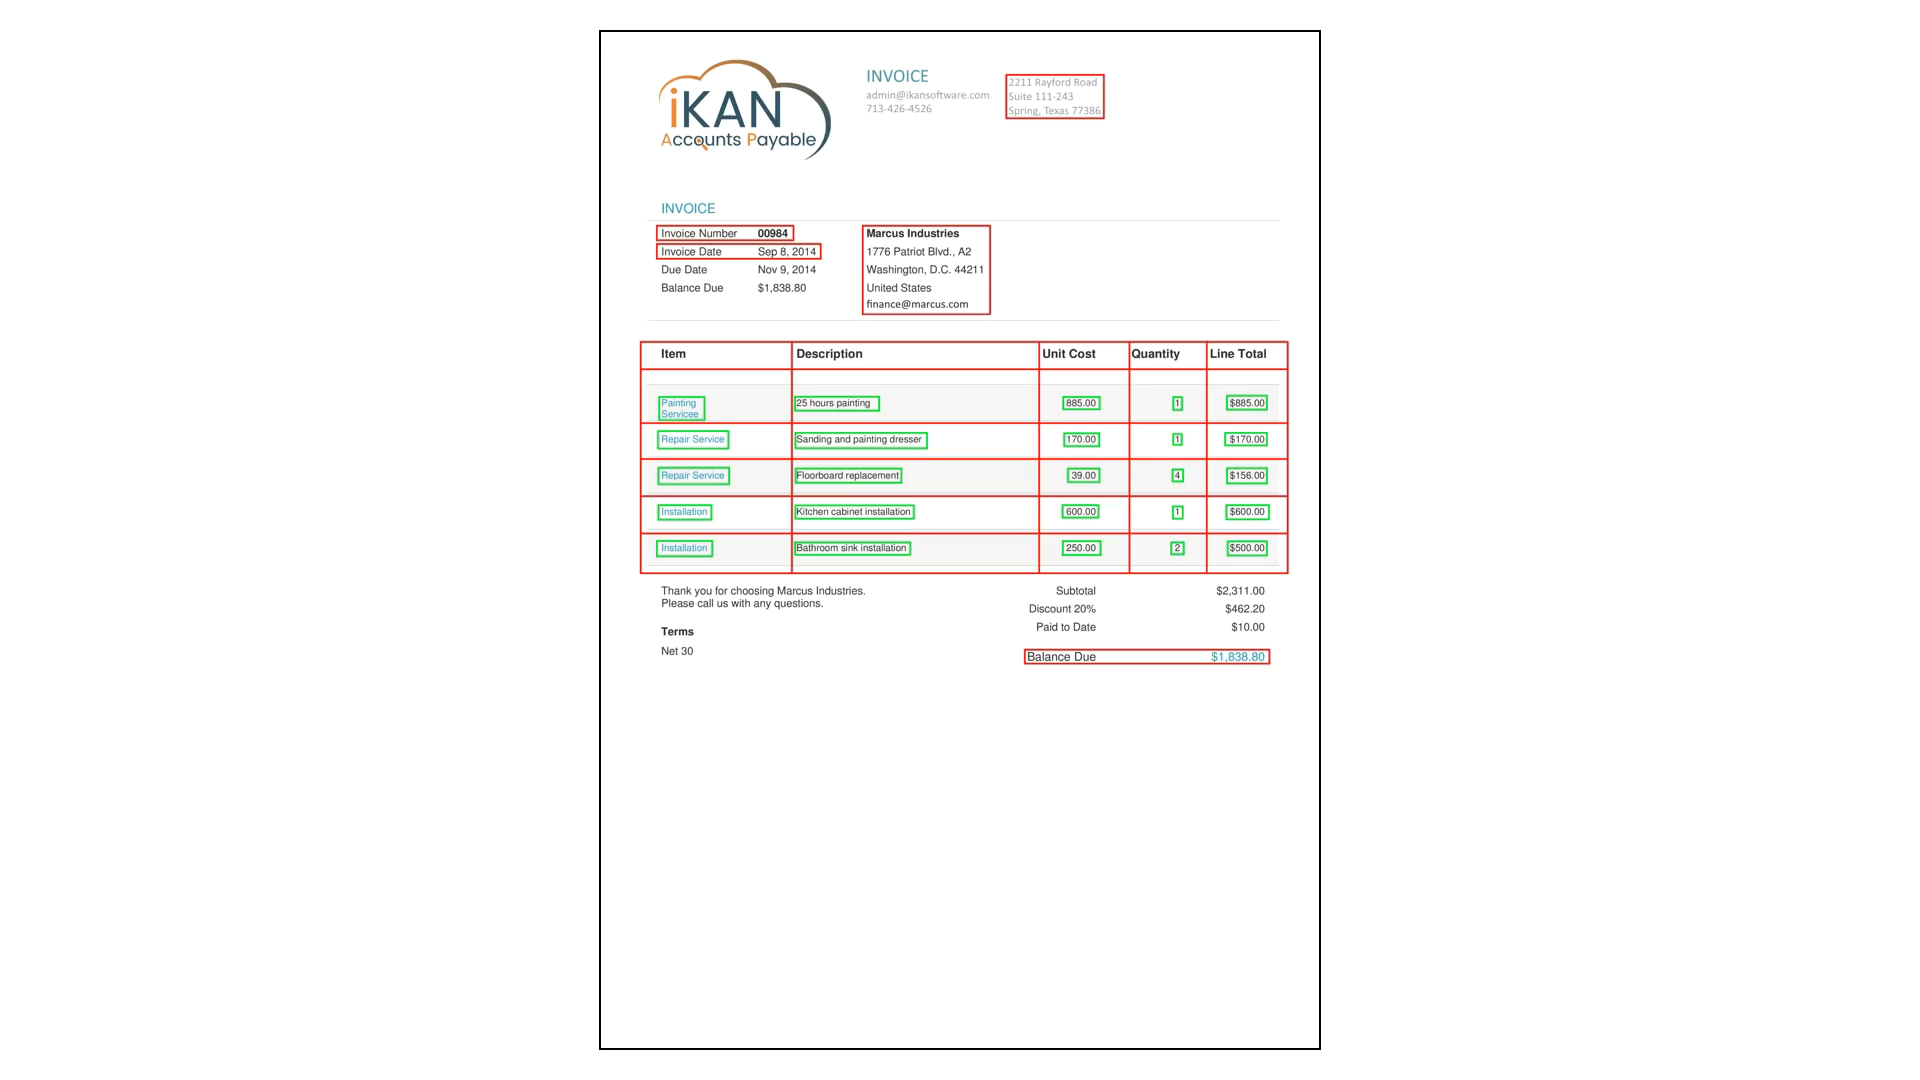 iKAN
Accounts Payable
INVOICE
admin@ikansoftware.com
713-426-4526
2211 Rayford Road
Suite 111-243
Spring, Texas 77386
INVOICE
Invoice Number 00984
Invoice Date Sep 8, 2014
Due Date Nov 9, 2014
Balance Due $1,838.80
Marcus Industries
1776 Patriot Blvd., A2
Washington, D.C. 44211
United States
finance@marcus.com
Item Description Unit Cost Quantity Line Total
Painting
Servicee 25 hours painting 885.00 1 $885.00
Repair Service Sanding and painting dresser 170.00 1 $170.00
Repair Service Floorboard replacement 39.00 4 $156.00
Installation Kitchen cabinet installation 600.00 1 $600.00
Installation Bathroom sink installation 250.00 2 $500.00
Thank you for choosing Marcus Industries.
Please call us with any questions.
Terms
Net 30
Subtotal $2,311.00
Discount 20% $462.20
Paid to Date $10.00
Balance Due $1,838.80